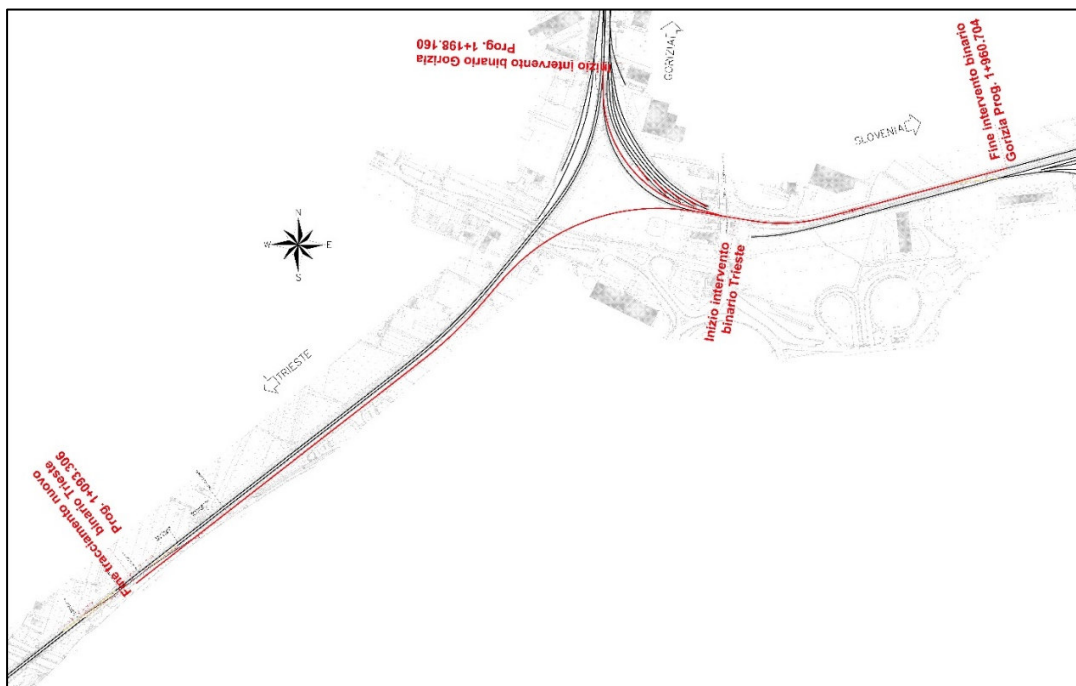 Inizio intervento binario Gorizia
Prog. 1+198.160
GORIZIA
SLOVENIA
Fine intervento binario
Gorizia Prog. 1+960.704
N
W
E
S
Inizio intervento
binario Trieste
TRIESTE
Fine tracciamento nuovo
binario Trieste
Prog. 1+093.306